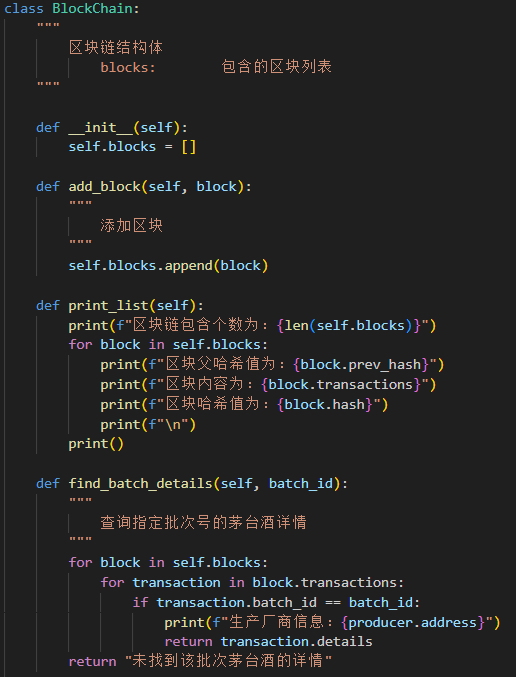 class BlockChain:
    """
        区块链结构体
            blocks:        包含的区块列表
    """
    def __init__(self):
        self.blocks = []
    def add_block(self, block):
        """
            添加区块
        """
        self.blocks.append(block)
    def print_list(self):
        print(f"区块链包含个数为：{len(self.blocks)}")
        for block in self.blocks:
            print(f"区块父哈希值为：{block.prev_hash}")
            print(f"区块内容为：{block.transactions}")
            print(f"区块哈希值为：{block.hash}")
            print(f"\n")
        print()
    def find_batch_details(self, batch_id):
        """
            查询指定批次号的茅台酒详情
        """
        for block in self.blocks:
            for transaction in block.transactions:
                if transaction.batch_id == batch_id:
                    print(f"生产厂商信息：{producer.address}")
                    return transaction.details
        return "未找到该批次茅台酒的详情"